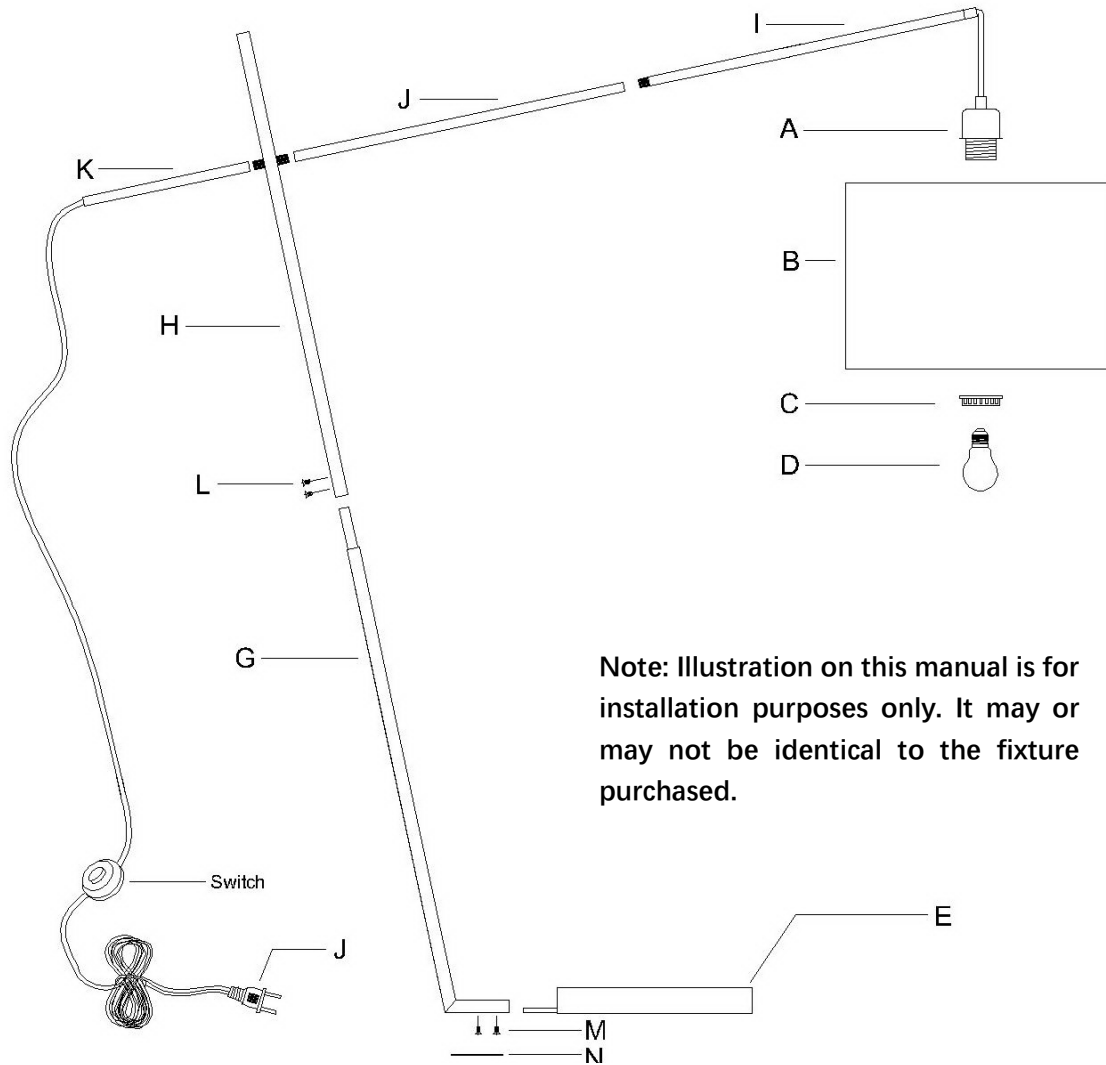 I
J
A
K
B
H
C
D
L
G
Note: Illustration on this manual is for
installation purposes only. It may or
may not be identical to the fixture
purchased.
Switch
E
J
M
N